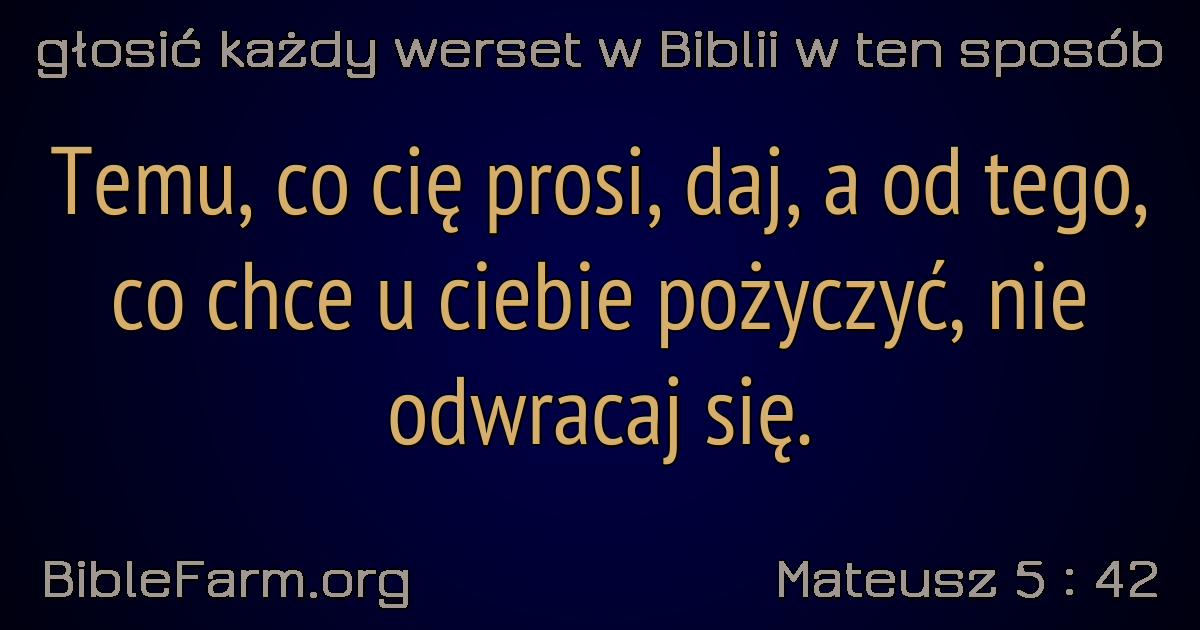 głosić każdy werset w Biblii w ten sposób
Temu, co cię prosi, daj, a od tego,
co chce u ciebie pożyczyć, nie
odwracaj się.
BibleFarm.org
Mateusz 5 : 42